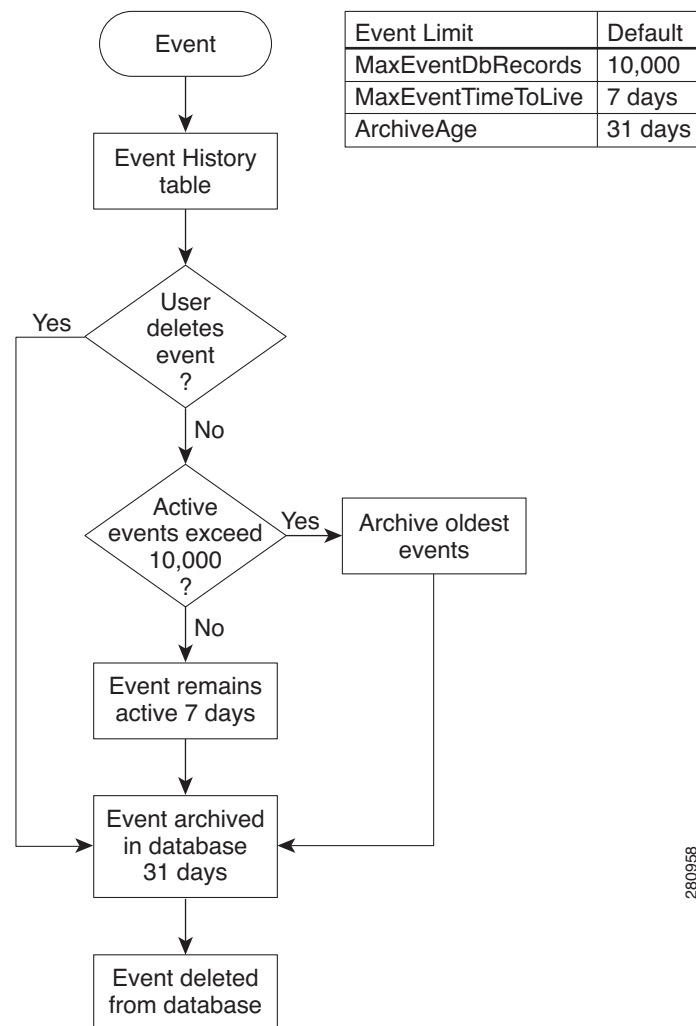 Event
Event Limit Default
MaxEventDbRecords 10,000
MaxEventTimeToLive 7 days
ArchiveAge 31 days
Event History
table
User
deletes
event
?
Yes
No
Active
events exceed
10,000
?
Yes
Archive oldest
events
No
Event remains
active 7 days
Event archived
in database
31 days
Event deleted
from database
280958